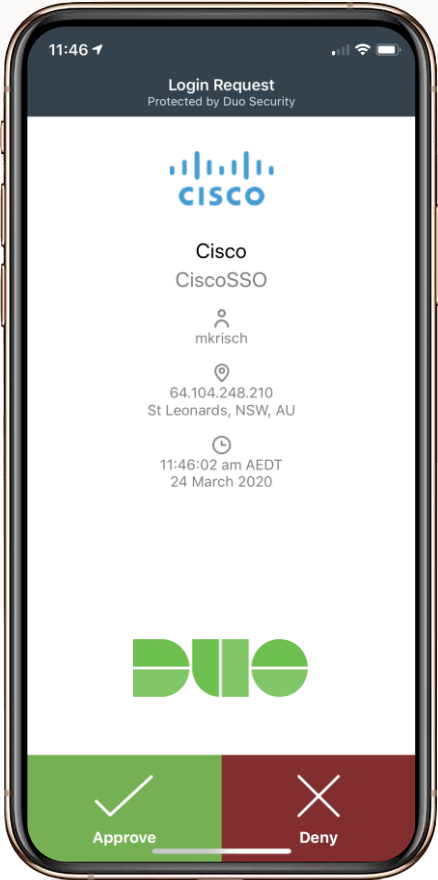 11:46
Login Request
Protected by Duo Security
CISCO
Cisco
CiscoSSO
mkrisch
64.104.248.210
St Leonards, NSW, AU
11:46:02 am AEDT
24 March 2020
DUO
Approve
Deny